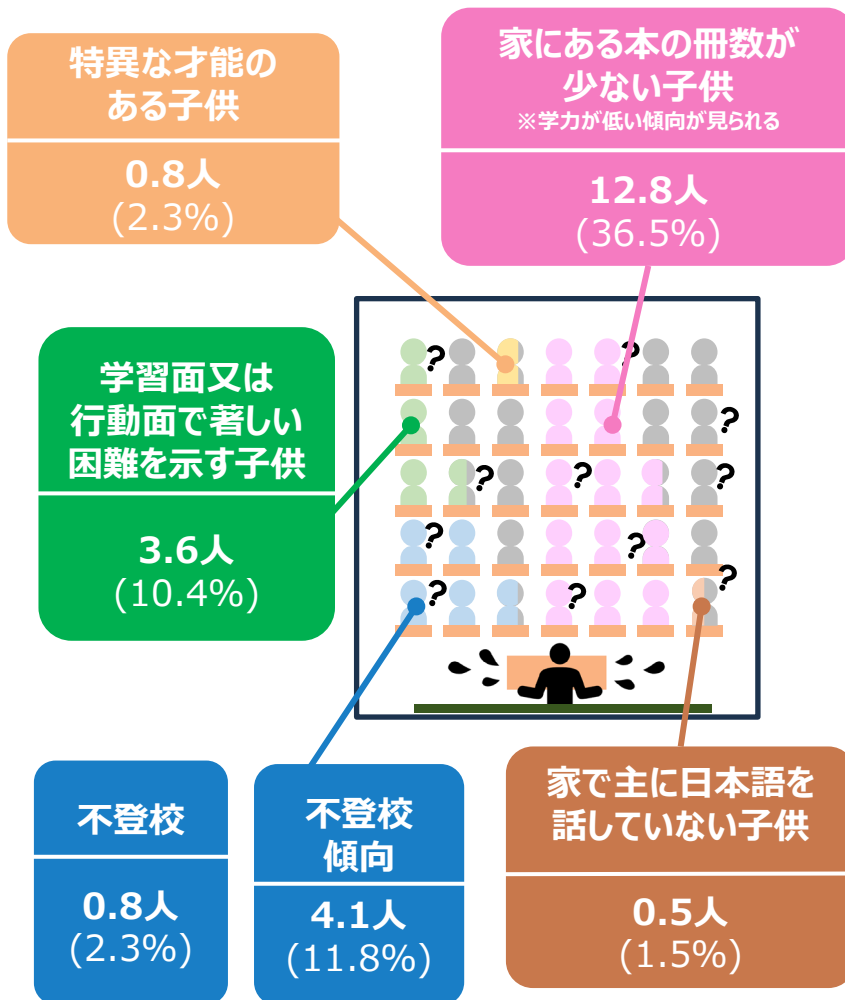 特異な才能の
ある子供
0.8人
(2.3%)
家にある本の冊数が
少ない子供
※学力が低い傾向が見られる
12.8人
(36.5%)
学習面又は
行動面で著しい
困難を示す子供
3.6人
(10.4%)
?
?
?
?
?
?
?
?
?
?
?
不登校
0.8人
(2.3%)
不登校
傾向
4.1人
(11.8%)
家で主に日本語を
話していない子供
0.5人
(1.5%)